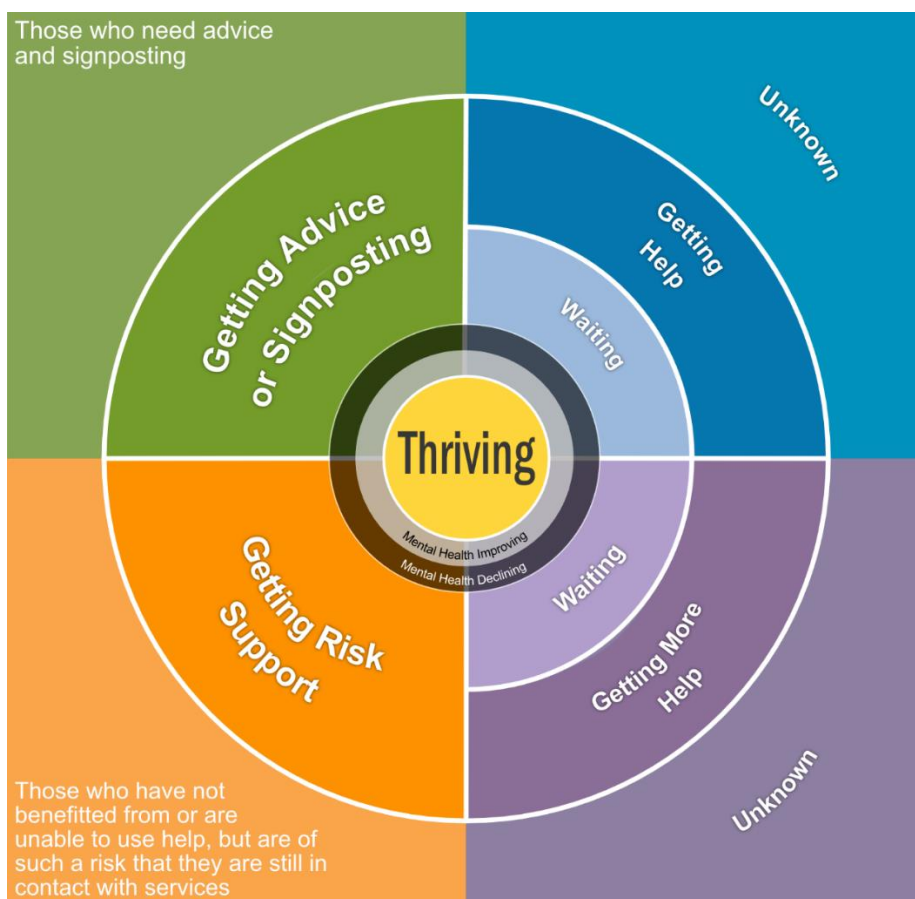 Those who need advice
and signposting
Unknown
Getting Advice
or Signposting
Getting
Help
Waiting
Thriving
Mental Health Improving
Mental Health Declining
Waiting
Getting Risk
Support
Getting More
Help
Unknown
Those who have not
benefitted from or are
unable to use help, but are of
such a risk that they are still in
contact with services